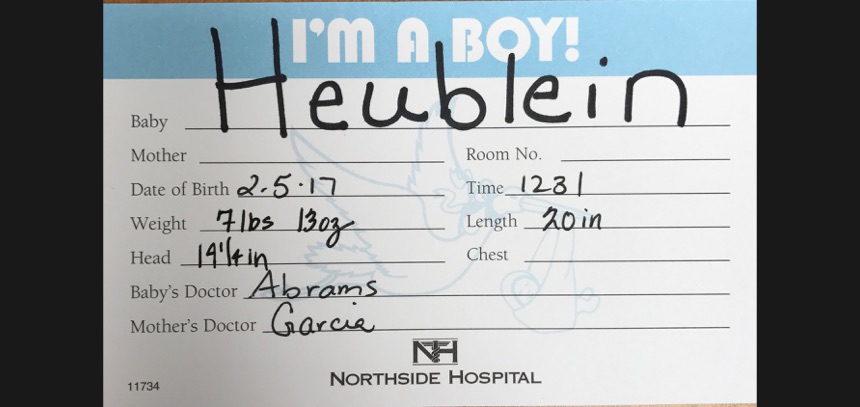 I'M A BOY!
Baby Heublein
Mother Room No.
Date of Birth 2.5.17 Time 1231
Weight 7lbs 13oz Length 20in
Head 14 1/4 in Chest
Baby's Doctor Abrams
Mother's Doctor Garcia
NH
NORTHSIDE HOSPITAL
11734